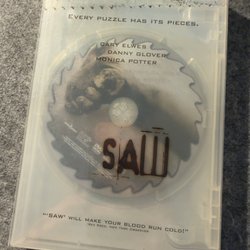 EVERY PUZZLE HAS ITS PIECES.
CARY ELWES
DANNY GLOVER
MONICA POTTER
SAW
"'SAW' WILL MAKE YOUR BLOOD RUN COLD!"